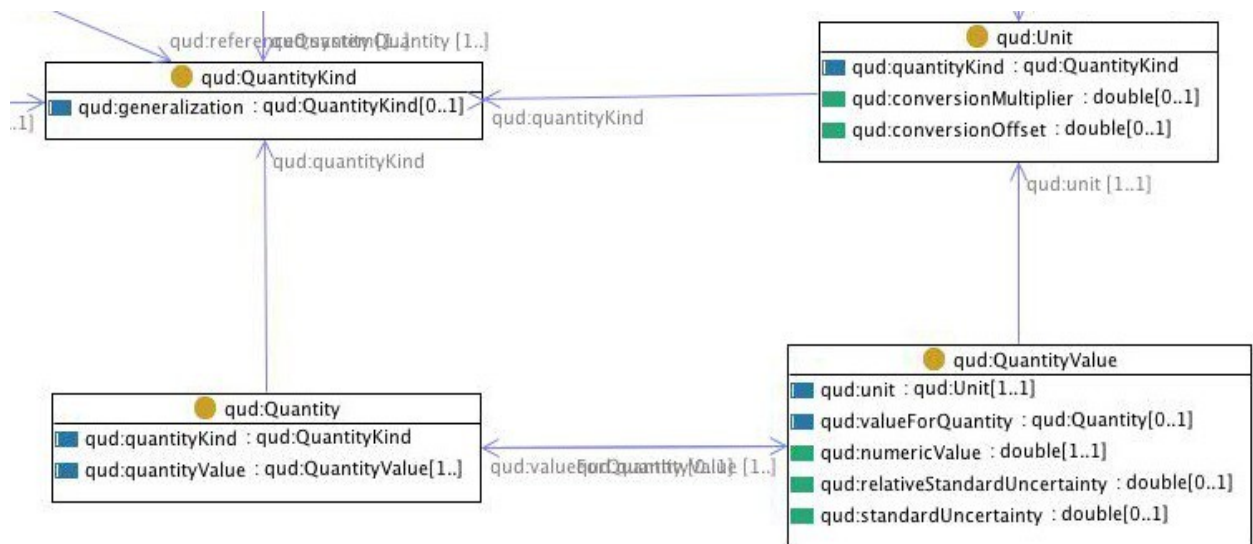 qud:QuantityKind
qud:generalization : qud:QuantityKind[0..1]
..1]
qud:quantityKind
qud:Unit
qud:quantityKind : qud:QuantityKind
qud:conversionMultiplier : double[0..1]
qud:conversionOffset : double[0..1]
qud:quantityKind
qud:unit [1..1]
qud:Quantity
qud:quantityKind : qud:QuantityKind
qud:quantityValue : qud:QuantityValue[1..]
qud:QuantityValue
qud:unit : qud:Unit[1..1]
qud:valueForQuantity : qud:Quantity[0..1]
qud:numericValue : double[1..1]
qud:relativeStandardUncertainty : double[0..1]
qud:standardUncertainty : double[0..1]